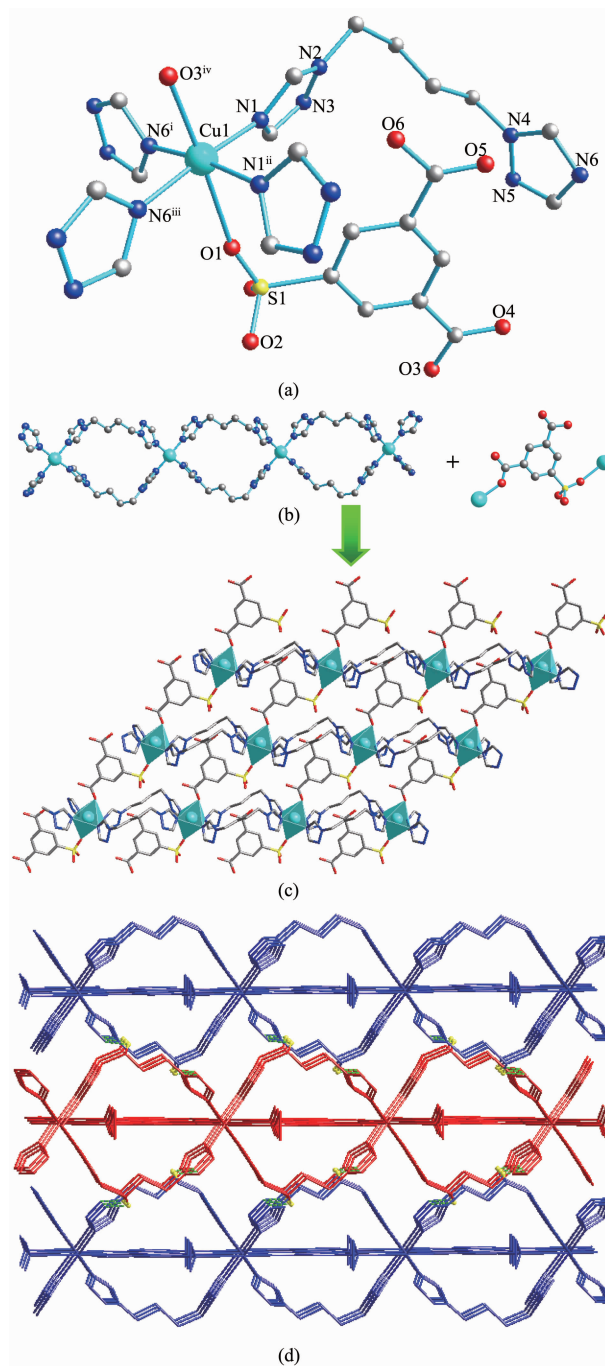 O3ⁱᵛ
N2
N1
N3
Cu1
N6ⁱ
O6
O5
N4
N6
N1ⁱⁱ
N5
N6ⁱⁱⁱ
O1
S1
O4
O2
O3
(a)
+
(b)
(c)
(d)